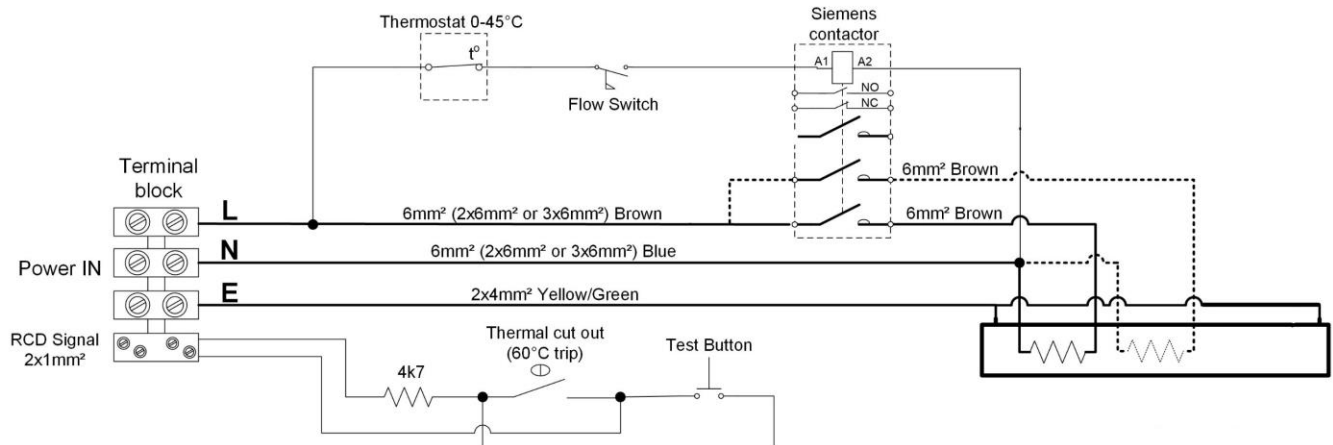 Thermostat 0-45°C
t°
Flow Switch
Siemens
contactor
A1 A2
NO
NC
6mm² Brown
6mm² Brown
Terminal
block
L
6mm² (2x6mm² or 3x6mm²) Brown
Power IN
N
6mm² (2x6mm² or 3x6mm²) Blue
E
2x4mm² Yellow/Green
RCD Signal
2x1mm²
4k7
Thermal cut out
(60°C trip)
Test Button